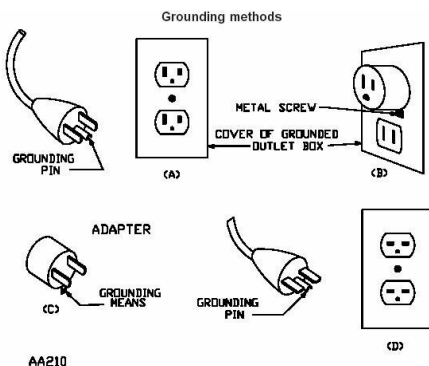 Grounding methods
METAL SCREW
COVER OF GROUNDED
OUTLET BOX
GROUNDING
PIN
(A)
(B)
ADAPTER
GROUNDING
MEANS
(C)
GROUNDING
PIN
(D)
AA210